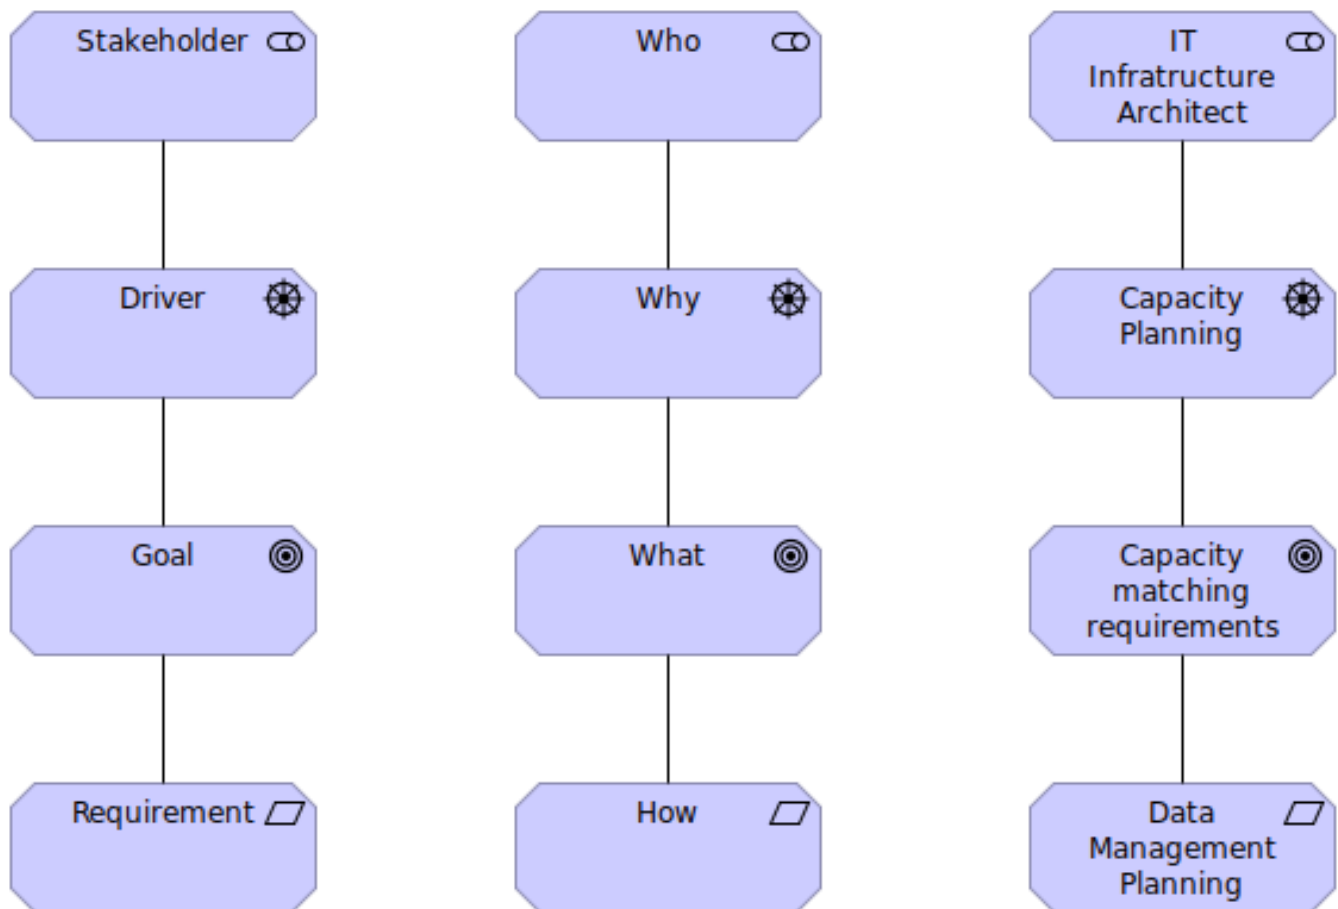 Stakeholder
Who
IT
Infratructure
Architect
Driver
Why
Capacity
Planning
Goal
What
Capacity
matching
requirements
Requirement
How
Data
Management
Planning